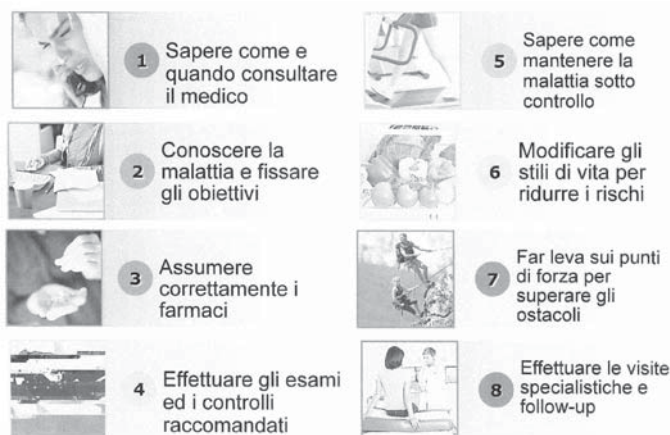 1
Sapere come e
quando consultare
il medico
2
Conoscere la
malattia e fissare
gli obiettivi
3
Assumere
correttamente i
farmaci
4
Effettuare gli esami
ed i controlli
raccomandati
5
Sapere come
mantenere la
malattia sotto
controllo
6
Modificare gli
stili di vita per
ridurre i rischi
7
Far leva sui punti
di forza per
superare gli
ostacoli
8
Effettuare le visite
specialistiche e
follow-up